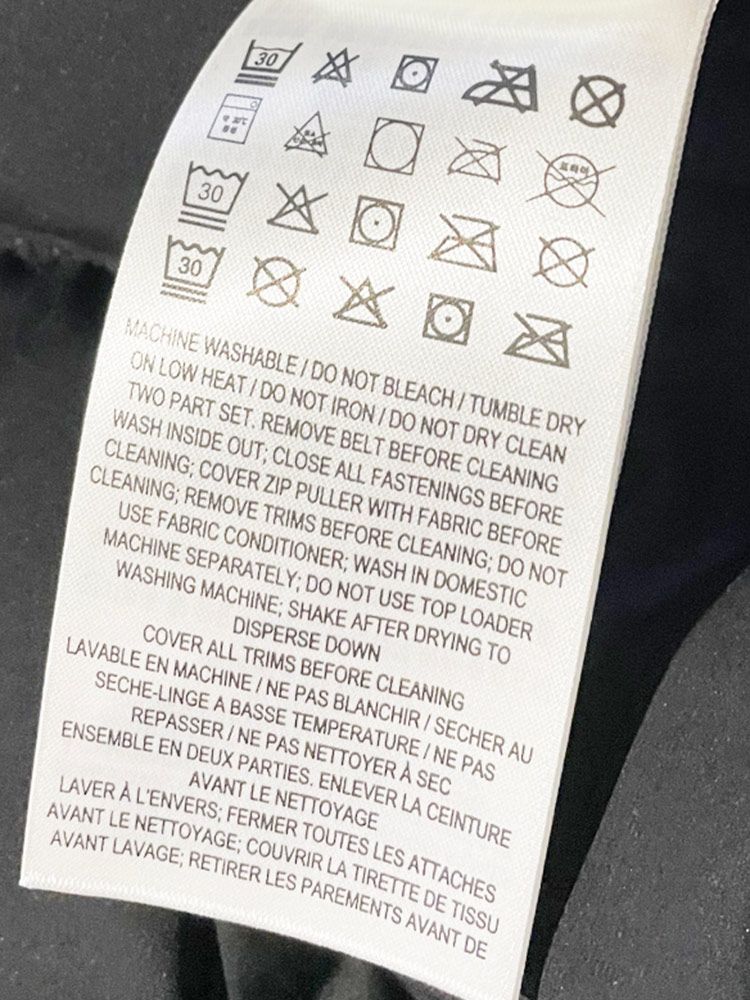 30
30
30
MACHINE WASHABLE / DO NOT BLEACH / TUMBLE DRY
ON LOW HEAT / DO NOT IRON / DO NOT DRY CLEAN
TWO PART SET. REMOVE BELT BEFORE CLEANING
WASH INSIDE OUT; CLOSE ALL FASTENINGS BEFORE
CLEANING; COVER ZIP PULLER WITH FABRIC BEFORE
CLEANING; REMOVE TRIMS BEFORE CLEANING; DO NOT
USE FABRIC CONDITIONER; WASH IN DOMESTIC
MACHINE SEPARATELY; DO NOT USE TOP LOADER
WASHING MACHINE; SHAKE AFTER DRYING TO
DISPERSE DOWN
COVER ALL TRIMS BEFORE CLEANING
LAVABLE EN MACHINE / NE PAS BLANCHIR / SECHER AU
SECHE-LINGE A BASSE TEMPERATURE / NE PAS
REPASSER / NE PAS NETTOYER À SEC
ENSEMBLE EN DEUX PARTIES. ENLEVER LA CEINTURE
AVANT LE NETTOYAGE
LAVER À L'ENVERS; FERMER TOUTES LES ATTACHES
AVANT LE NETTOYAGE; COUVRIR LA TIRETTE DE TISSU
AVANT LAVAGE; RETIRER LES PAREMENTS AVANT DE